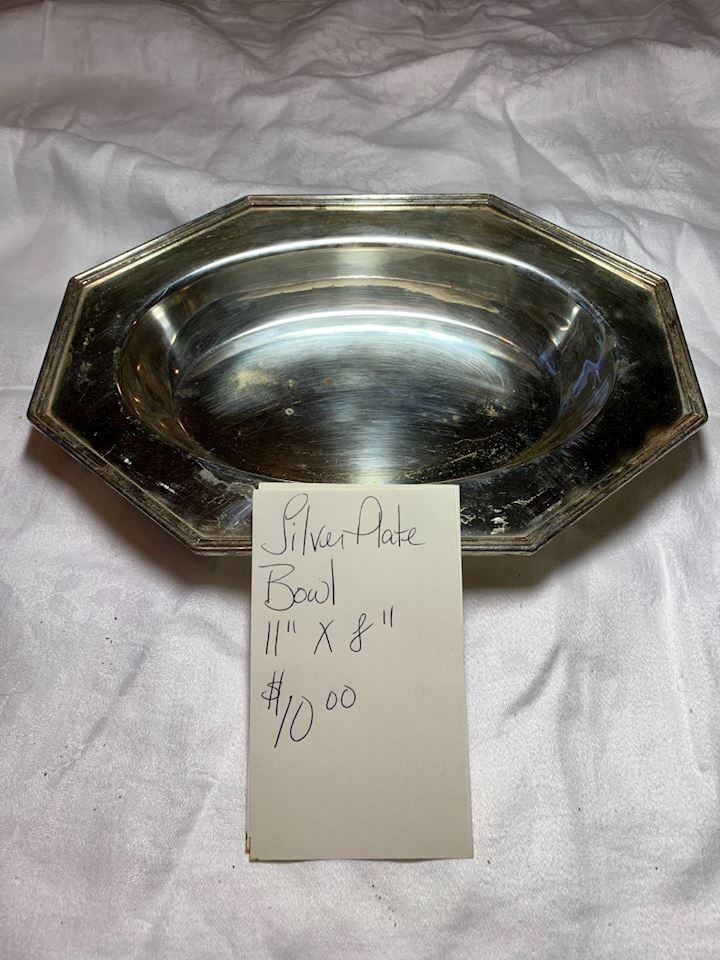 Silver Plate
Bowl
11" X 8"
$10.00